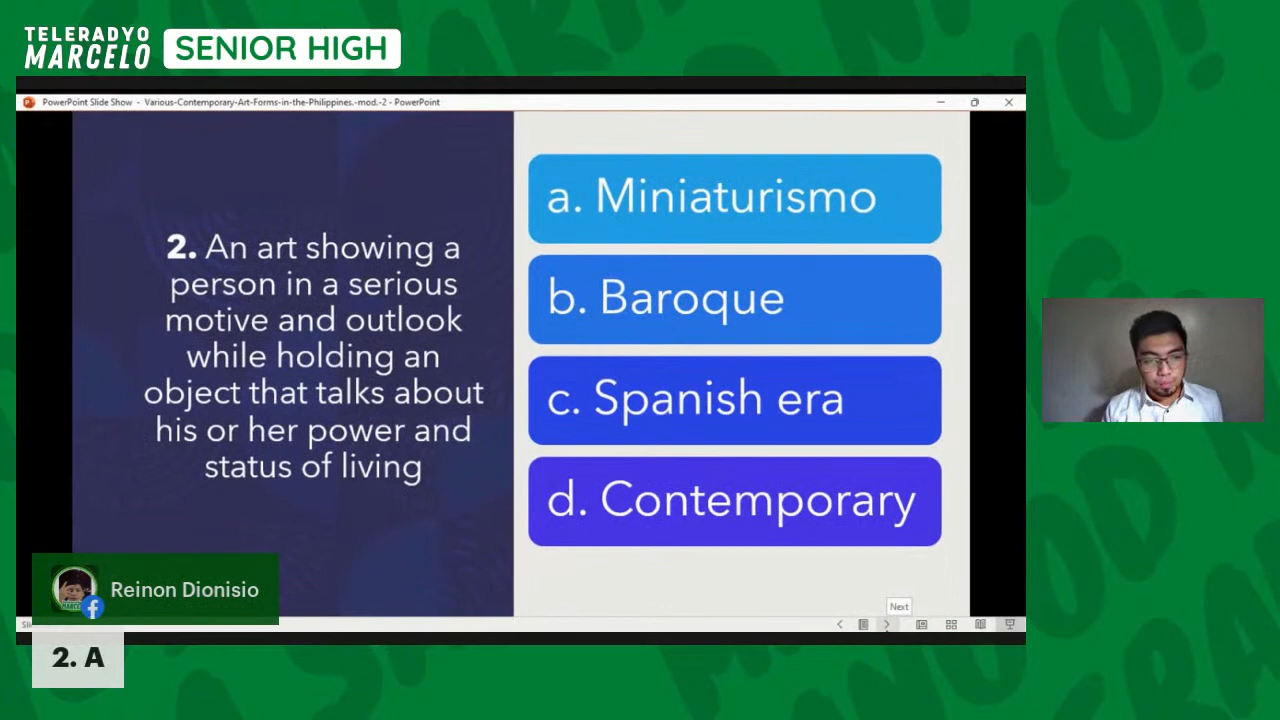 TELERADYO
MARCELO
SENIOR HIGH
PowerPoint Slide Show - Various-Contemporary-Art-Forms-in-the-Philippines.-mod.-2 - PowerPoint
2. An art showing a
person in a serious
motive and outlook
while holding an
object that talks about
his or her power and
status of living
a. Miniaturismo
b. Baroque
c. Spanish era
d. Contemporary
Next
Reinon Dionisio
2. A